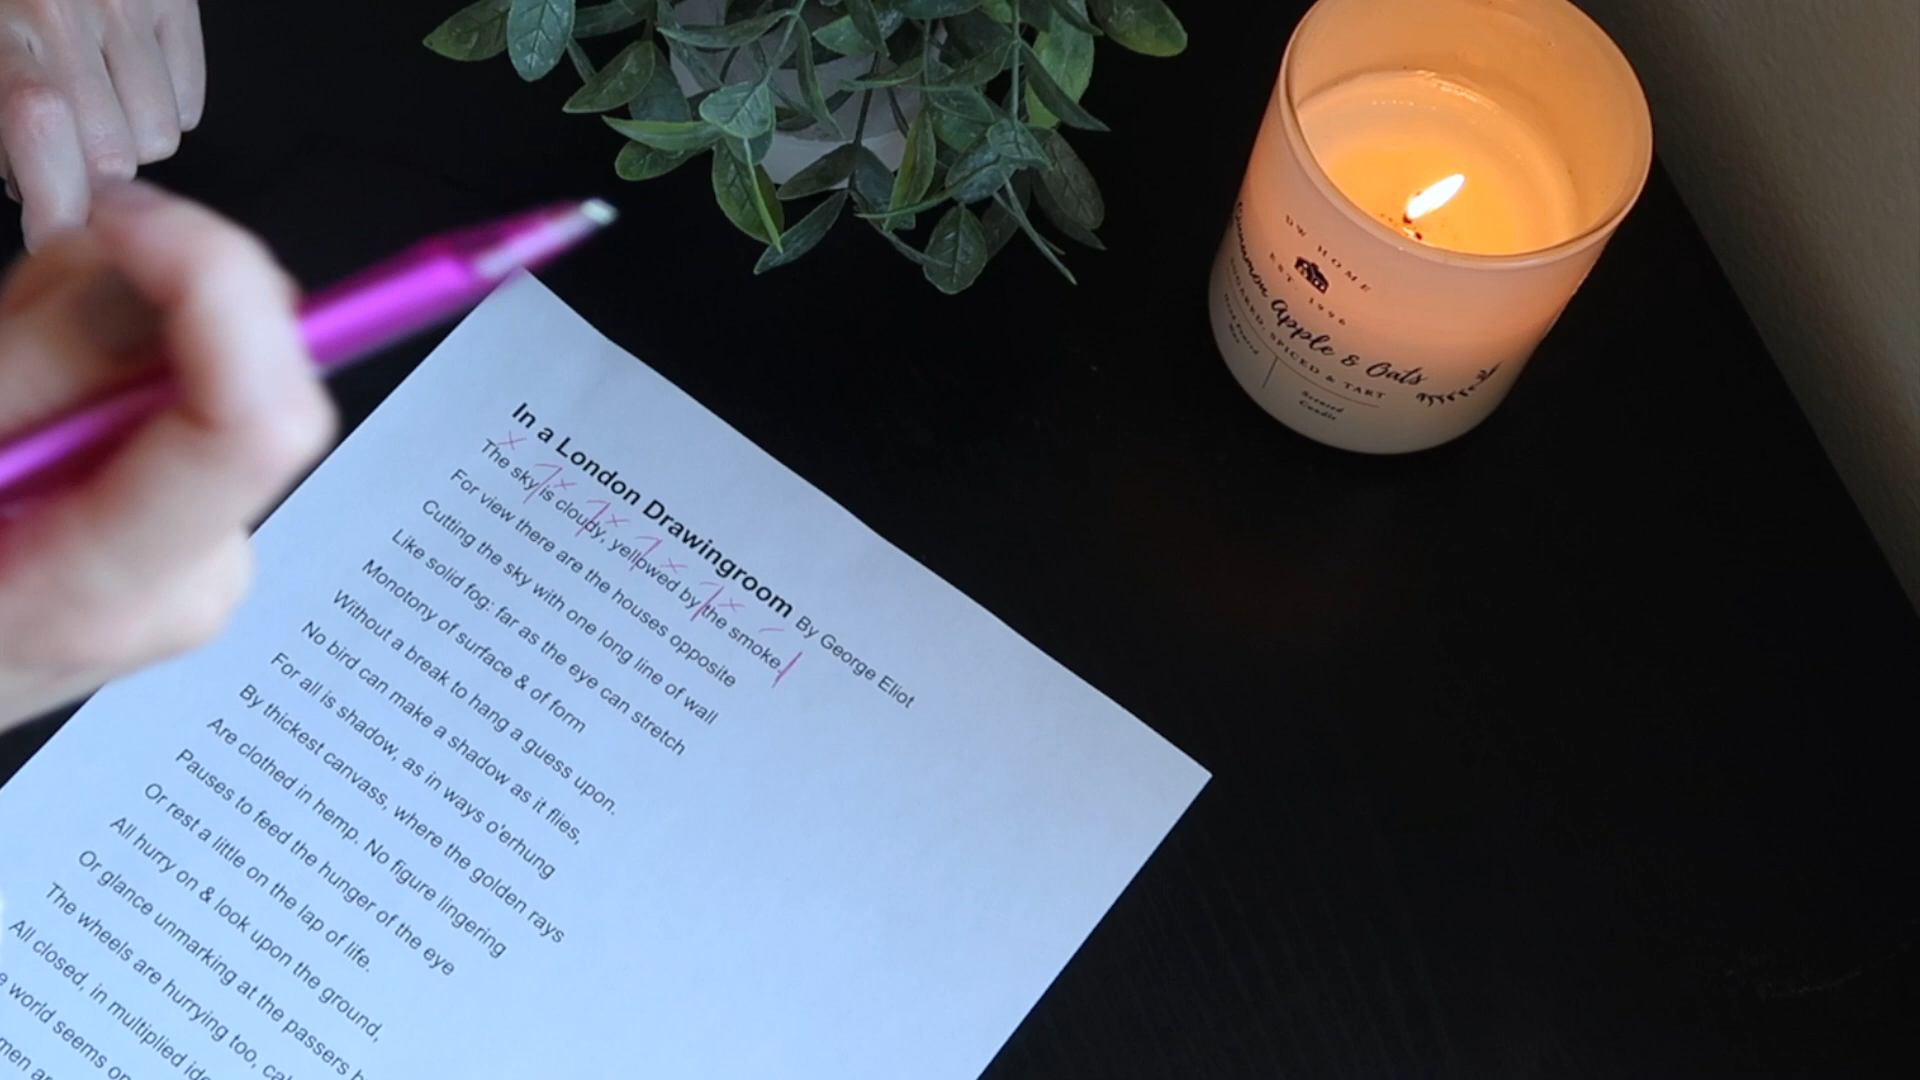 In a London Drawingroom By George Eliot
The sky is cloudy, yellowed by the smoke.
For view there are the houses opposite
Cutting the sky with one long line of wall
Like solid fog: far as the eye can stretch
Monotony of surface & of form
Without a break to hang a guess upon.
No bird can make a shadow as it flies,
For all is shadow, as in ways o'erhung
By thickest canvass, where the golden rays
Are clothed in hemp. No figure lingering
Pauses to feed the hunger of the eye
Or rest a little on the lap of life.
All hurry on & look upon the ground,
Or glance unmarking at the passers
The wheels are hurrying too,
All closed, in multiplied
world seems
men
DW HOME
EST 1996
Cinnamon Apple & Oats
SUGARED, SPICED & TART
Scented
Candle